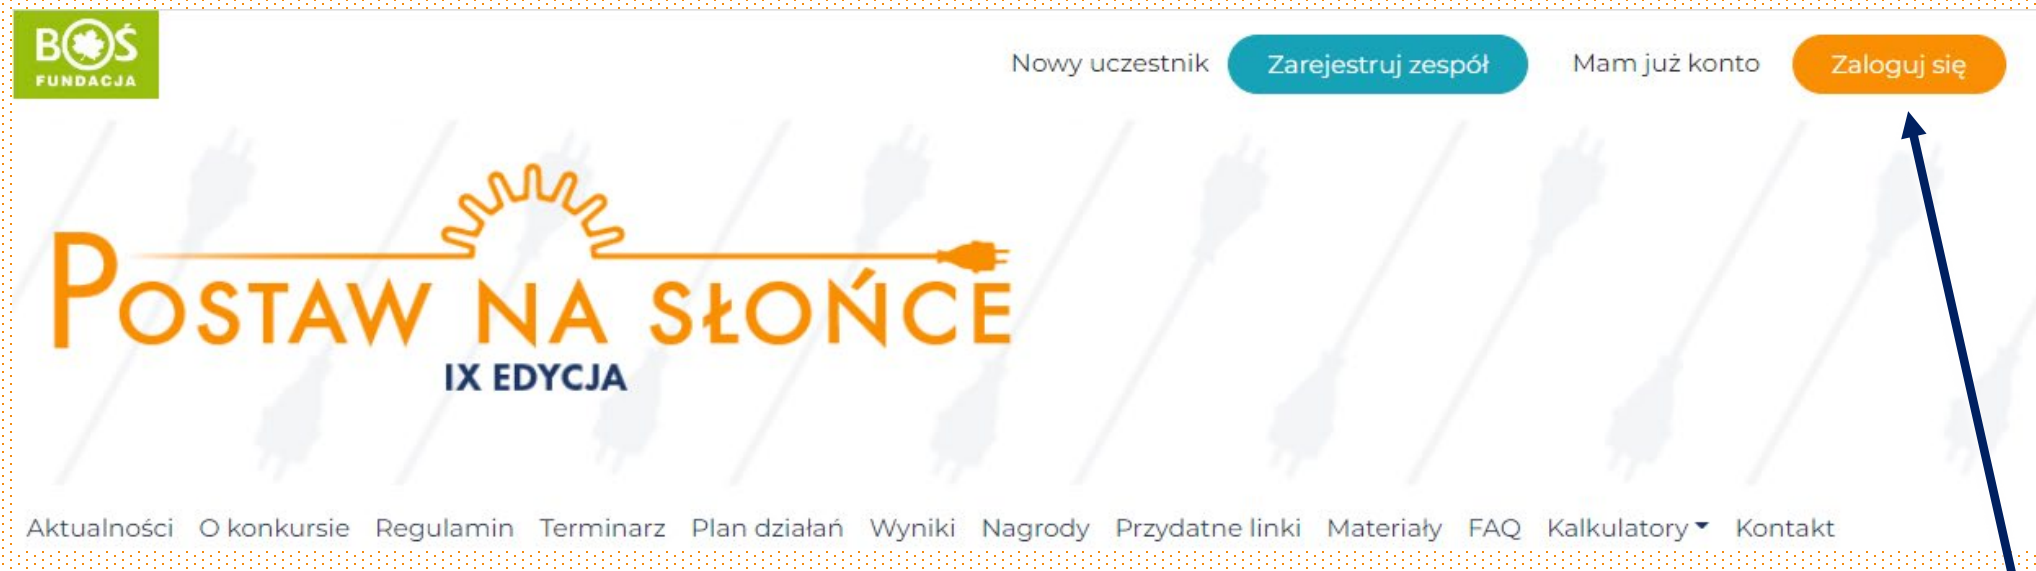 BOŚ
FUNDACJA
Nowy uczestnik Zarejestruj zespół Mam już konto Zaloguj się
POSTAW NA SŁOŃCE
IX EDYCJA
Aktualności O konkursie Regulamin Terminarz Plan działań Wyniki Nagrody Przydatne linki Materiały FAQ Kalkulatory Kontakt